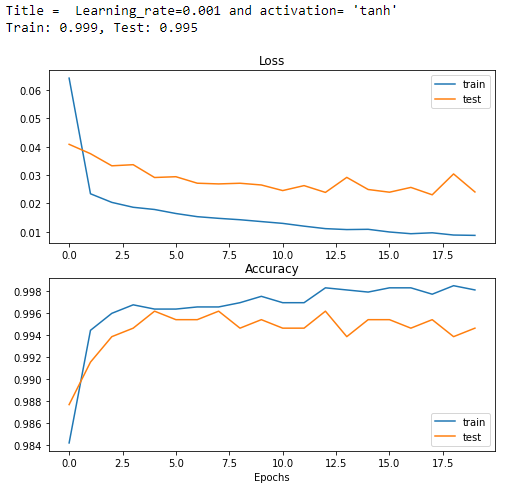 Title =  Learning_rate=0.001 and activation= 'tanh'
Train: 0.999, Test: 0.995
Loss
train
test
0.06
0.05
0.04
0.03
0.02
0.01
0.0 2.5 5.0 7.5 10.0 12.5 15.0 17.5
Accuracy
0.998
0.996
0.994
0.992
0.990
0.988
0.986
0.984
train
test
0.0 2.5 5.0 7.5 10.0 12.5 15.0 17.5
Epochs